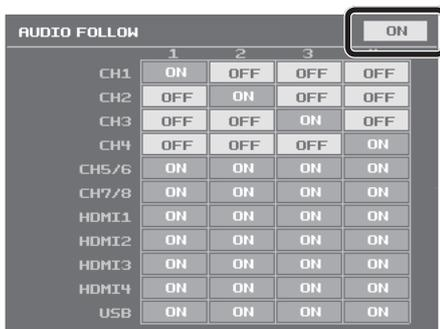 AUDIO FOLLOW ON
1 2 3
CH1 ON OFF OFF OFF
CH2 OFF ON OFF OFF
CH3 OFF OFF ON OFF
CH4 OFF OFF OFF ON
CH5/6 ON ON ON ON
CH7/8 ON ON ON ON
HDMI1 ON ON ON ON
HDMI2 ON ON ON ON
HDMI3 ON ON ON ON
HDMI4 ON ON ON ON
USB ON ON ON ON